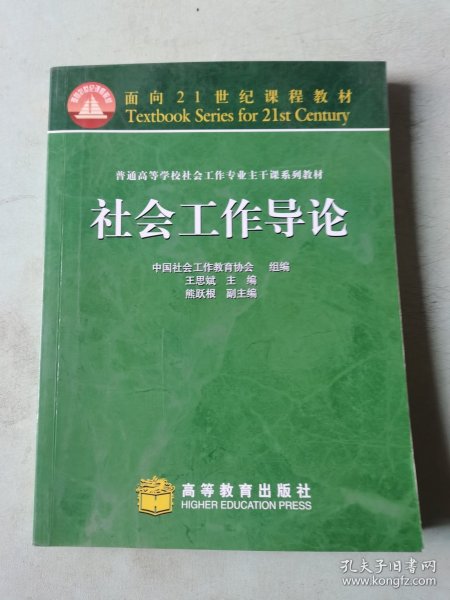 面向21世纪课程教材
Textbook Series for 21st Century
普通高等学校社会工作专业主干课系列教材
社会工作导论
中国社会工作教育协会 组编
王思斌 主 编
熊跃根 副主编
高等教育出版社
HIGHER EDUCATION PRESS
孔夫子旧书网
www.kongfz.com